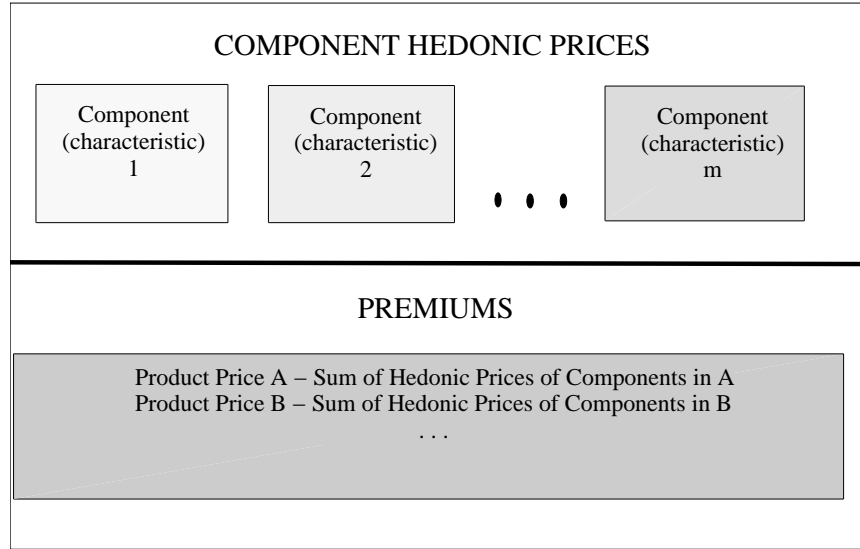 COMPONENT HEDONIC PRICES
Component
(characteristic)
1
Component
(characteristic)
2
Component
(characteristic)
m
PREMIUMS
Product Price A – Sum of Hedonic Prices of Components in A
Product Price B – Sum of Hedonic Prices of Components in B
. . .